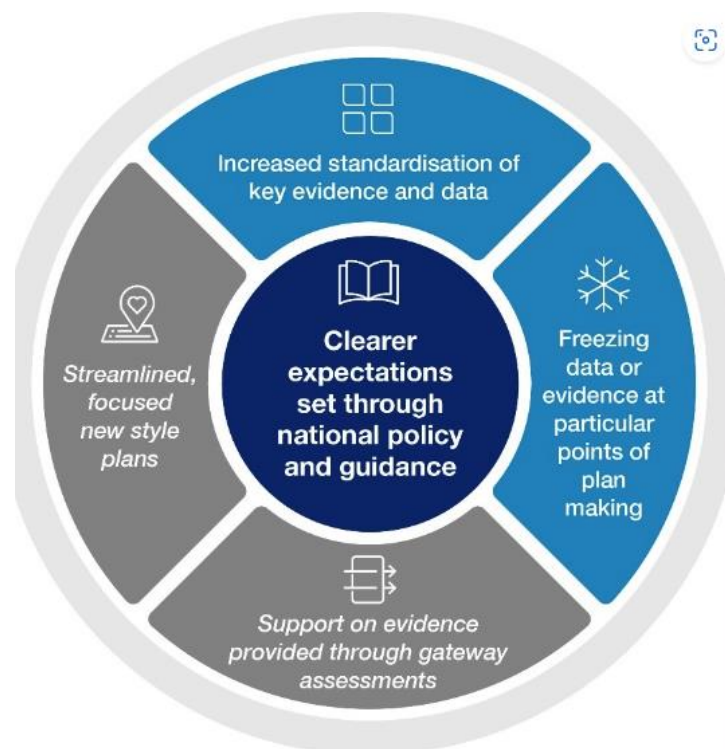 Increased standardisation of
key evidence and data
Streamlined,
focused
new style
plans
Clearer
expectations
set through
national policy
and guidance
Freezing
data or
evidence at
particular
points of
plan
making
Support on evidence
provided through gateway
assessments